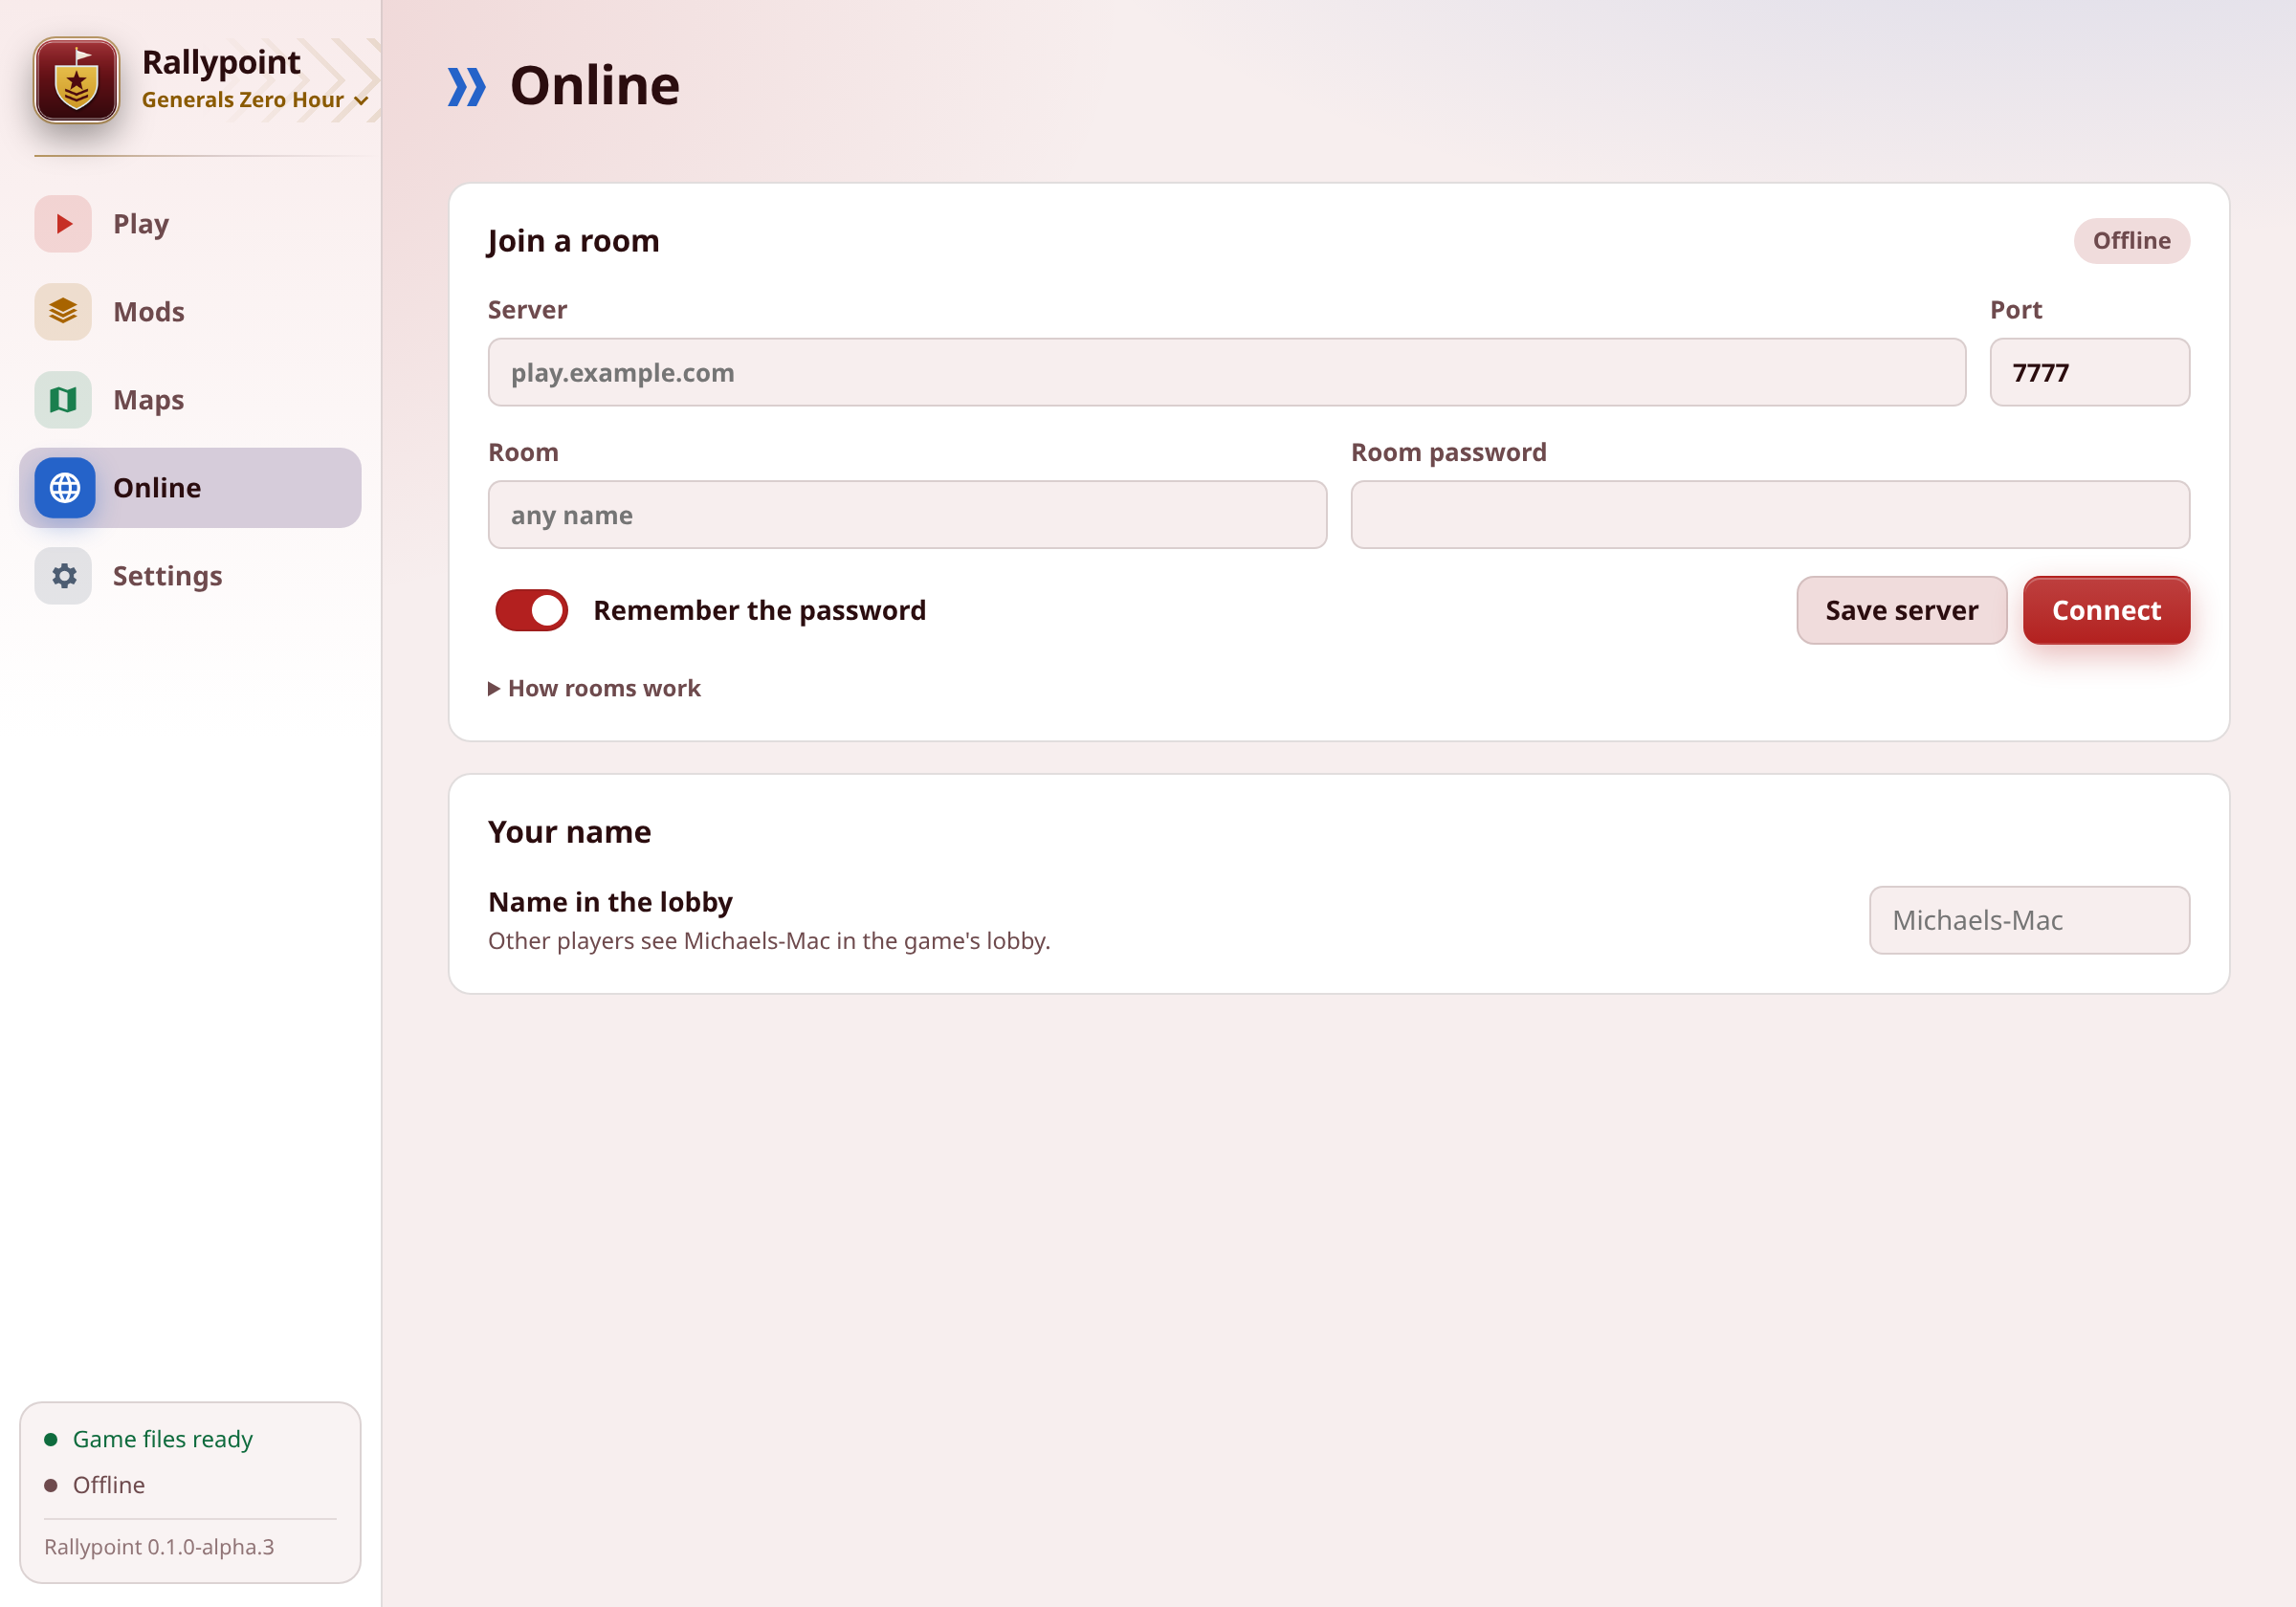 Rallypoint
Generals Zero Hour
Play
Mods
Maps
Online
Settings
Game files ready
Offline
Rallypoint 0.1.0-alpha.3
Online
Join a room
Offline
Server
Port
play.example.com
7777
Room
Room password
any name
Remember the password
Save server
Connect
How rooms work
Your name
Name in the lobby
Other players see Michaels-Mac in the game's lobby.
Michaels-Mac